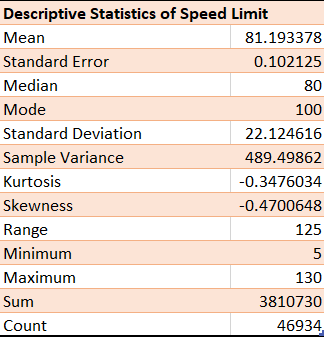 Descriptive Statistics of Speed Limit
Mean 81.193378
Standard Error 0.102125
Median 80
Mode 100
Standard Deviation 22.124616
Sample Variance 489.49862
Kurtosis -0.3476034
Skewness -0.4700648
Range 125
Minimum 5
Maximum 130
Sum 3810730
Count 46934